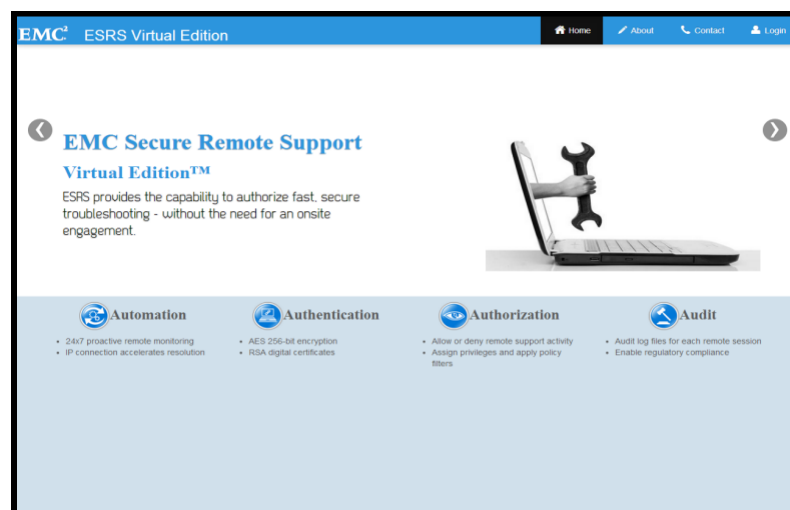 EMC² ESRS Virtual Edition Home About Contact Login
EMC Secure Remote Support
Virtual Edition™
ESRS provides the capability to authorize fast, secure
troubleshooting - without the need for an onsite
engagement.
Automation
• 24x7 proactive remote monitoring
• IP connection accelerates resolution
Authentication
• AES 256-bit encryption
• RSA digital certificates
Authorization
• Allow or deny remote support activity
• Assign privileges and apply policy
filters
Audit
• Audit log files for each remote session
• Enable regulatory compliance